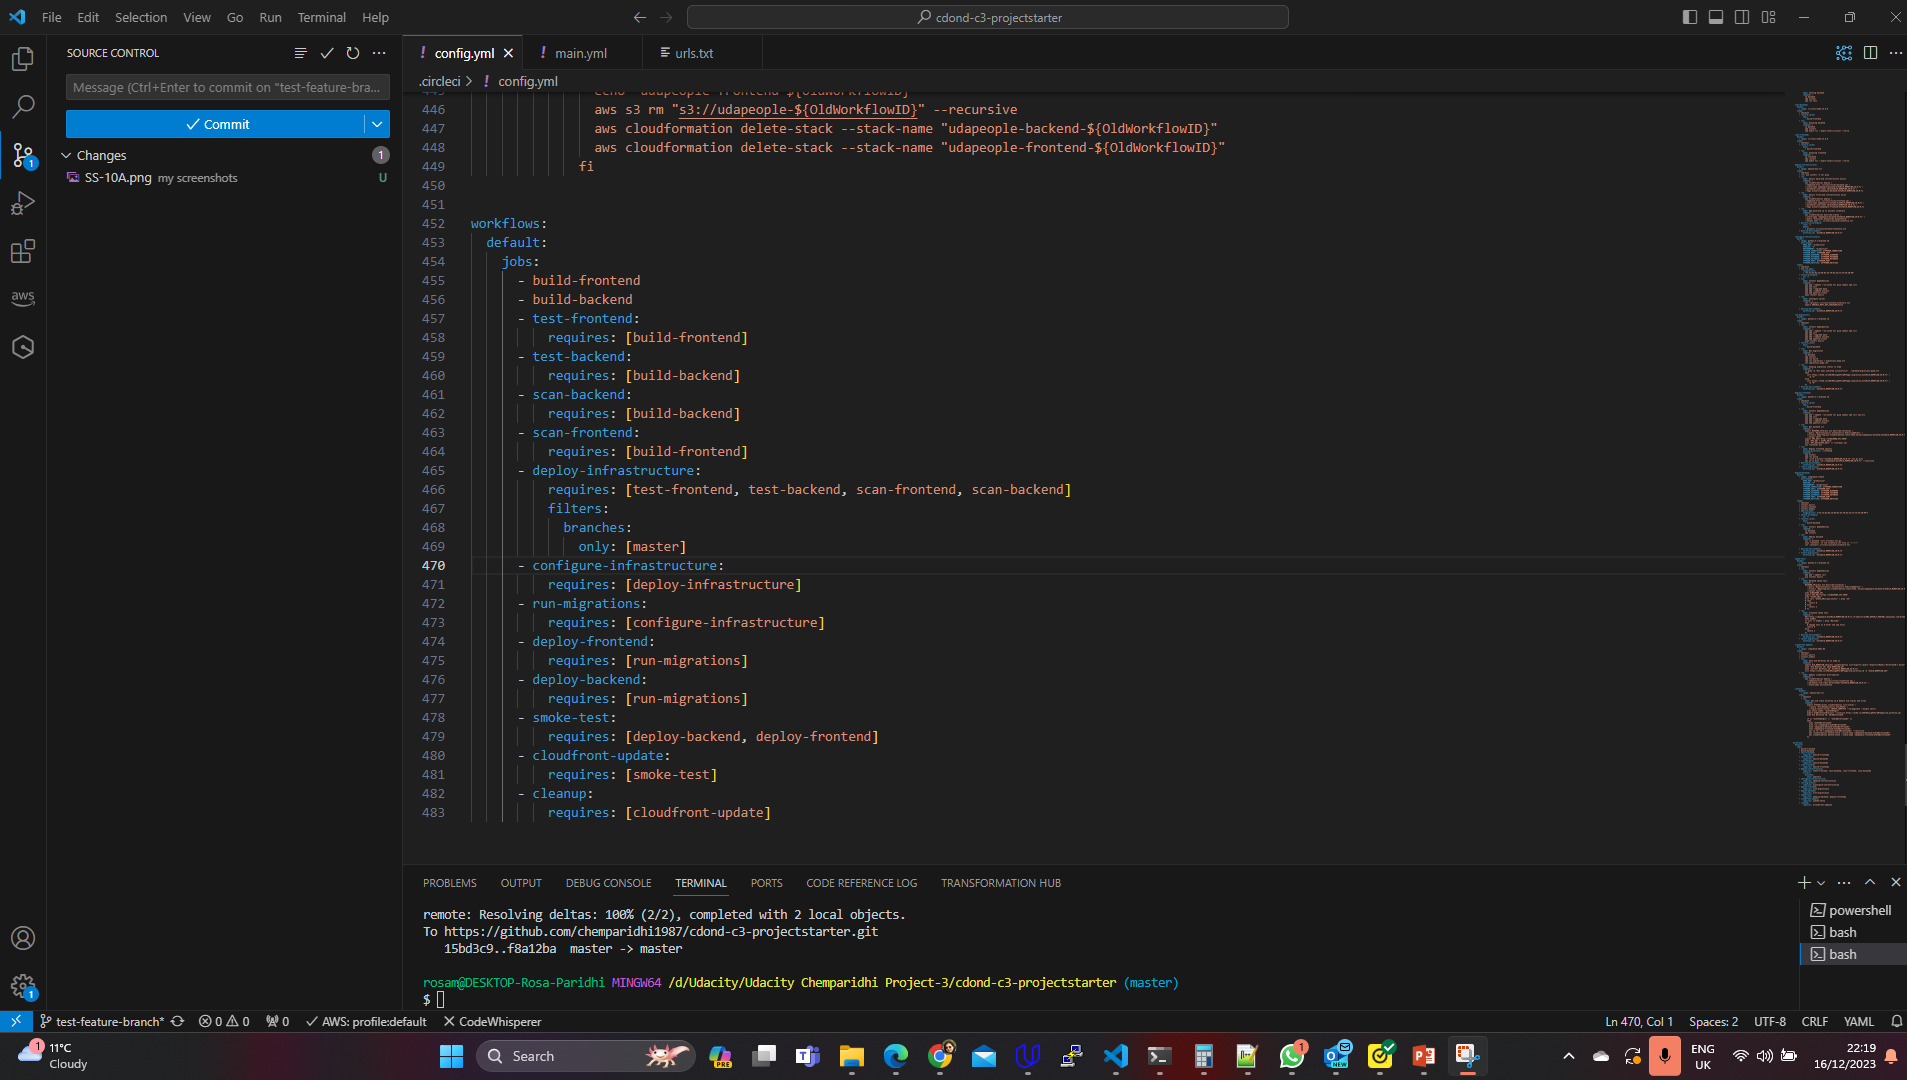 File Edit Selection View Go Run Terminal Help
cdond-c3-projectstarter
SOURCE CONTROL
Message (Ctrl+Enter to commit on "test-feature-bra...
Commit
Changes 1
SS-10A.png my screenshots U
1
aws
1
config.yml
main.yml
urls.txt
.circleci > config.yml
446 aws s3 rm "s3://udapeople-${OldWorkflowID}" --recursive
447 aws cloudformation delete-stack --stack-name "udapeople-backend-${OldWorkflowID}"
448 aws cloudformation delete-stack --stack-name "udapeople-frontend-${OldWorkflowID}"
449 fi
450
451
452 workflows:
453 default:
454 jobs:
455 - build-frontend
456 - build-backend
457 - test-frontend:
458 requires: [build-frontend]
459 - test-backend:
460 requires: [build-backend]
461 - scan-backend:
462 requires: [build-backend]
463 - scan-frontend:
464 requires: [build-frontend]
465 - deploy-infrastructure:
466 requires: [test-frontend, test-backend, scan-frontend, scan-backend]
467 filters:
468 branches:
469 only: [master]
470 - configure-infrastructure:
471 requires: [deploy-infrastructure]
472 - run-migrations:
473 requires: [configure-infrastructure]
474 - deploy-frontend:
475 requires: [run-migrations]
476 - deploy-backend:
477 requires: [run-migrations]
478 - smoke-test:
479 requires: [deploy-backend, deploy-frontend]
480 - cloudfront-update:
481 requires: [smoke-test]
482 - cleanup:
483 requires: [cloudfront-update]
PROBLEMS OUTPUT DEBUG CONSOLE TERMINAL PORTS CODE REFERENCE LOG TRANSFORMATION HUB
remote: Resolving deltas: 100% (2/2), completed with 2 local objects.
To https://github.com/chemparidhi1987/cdond-c3-projectstarter.git
15bd3c9..f8a12ba master -> master
rosam@DESKTOP-Rosa-Paridhi MINGW64 /d/Udacity/Udacity Chemparidhi Project-3/cdond-c3-projectstarter (master)
$
powershell
bash
bash
test-feature-branch* 0 0 0 AWS: profile:default CodeWhisperer
Ln 470, Col 1 Spaces: 2 UTF-8 CRLF YAML
1 11°C
Cloudy
Search
PRE
1
NEW
ENG
UK
22:19
16/12/2023